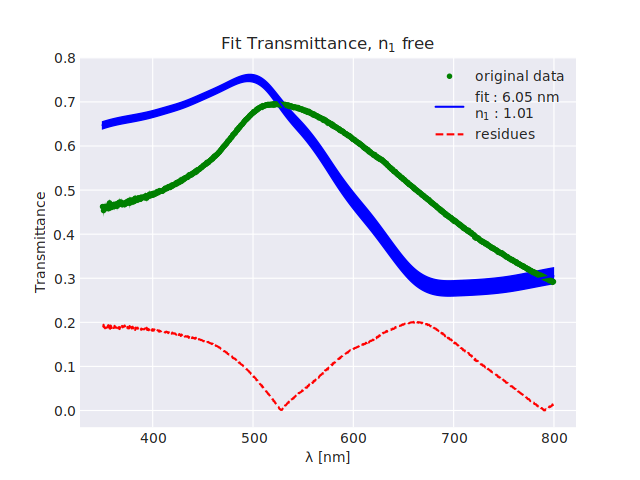 Fit Transmittance, n₁ free
original data
fit : 6.05 nm
n₁ : 1.01
residues
Transmittance
0.8
0.7
0.6
0.5
0.4
0.3
0.2
0.1
0.0
400
500
600
700
800
λ [nm]